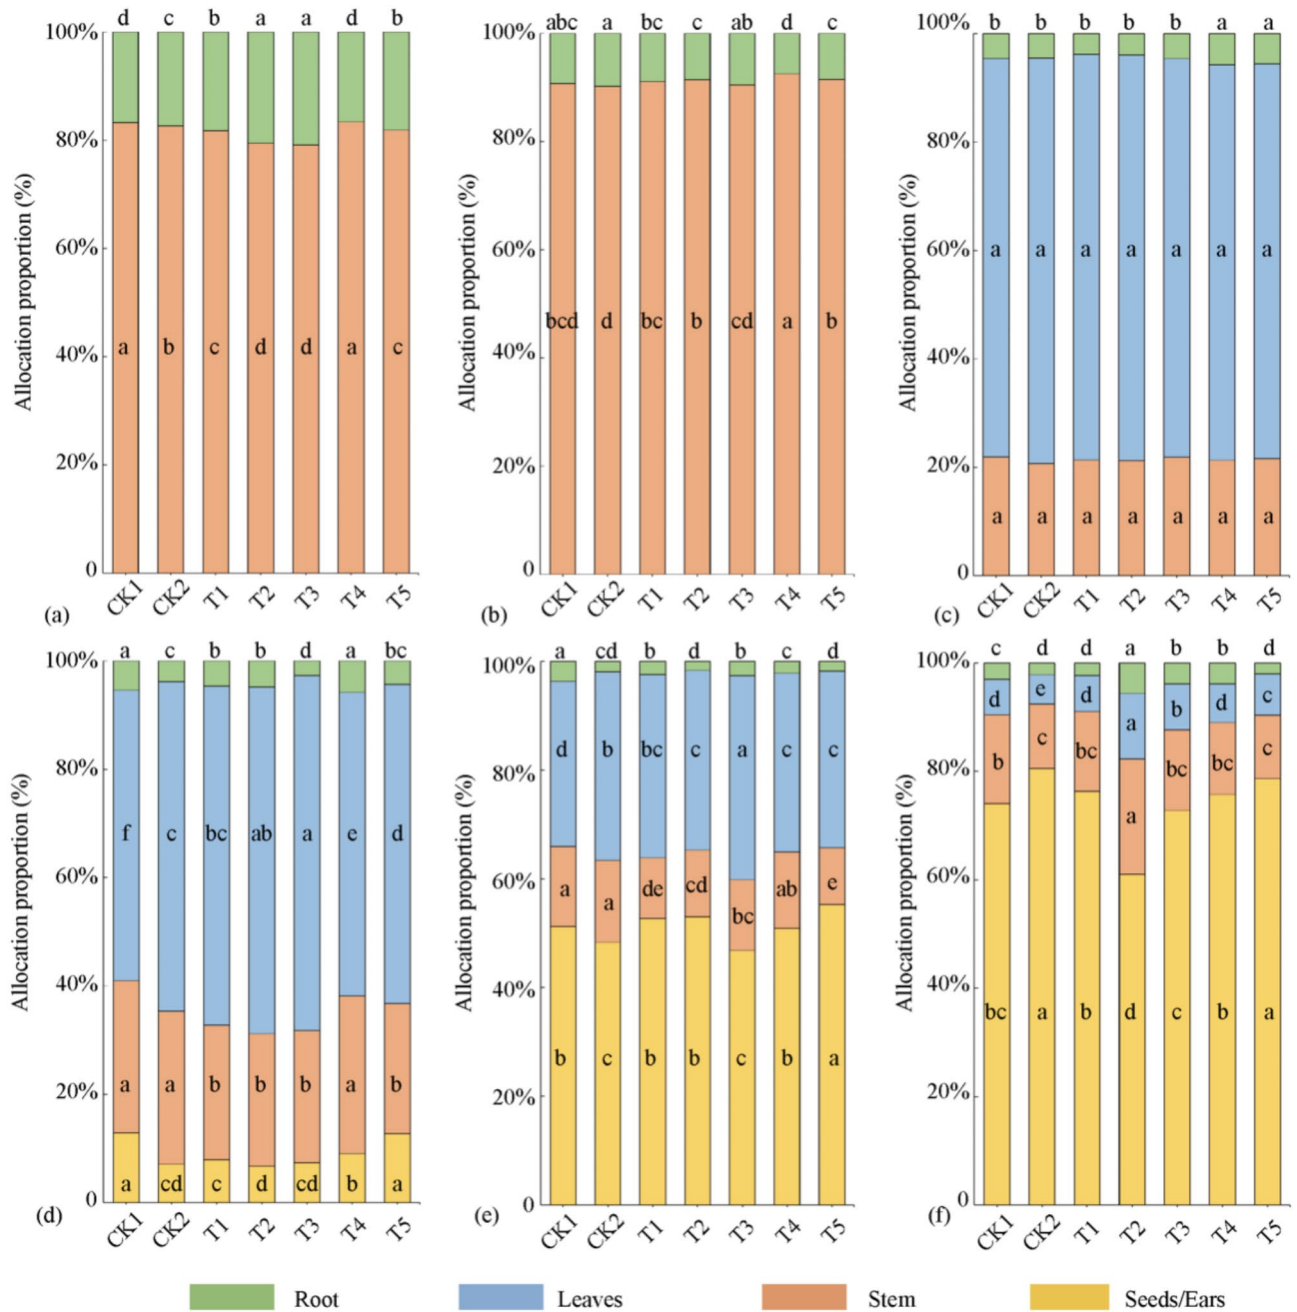 d c b a a d b
100%
80%
60%
40%
20%
0
Allocation proportion (%)
a b c d d a c
CK1 CK2 T1 T2 T3 T4 T5
(a)
abc a bc c ab d c
100%
80%
60%
40%
20%
0
Allocation proportion (%)
bcd d bc b cd a b
CK1 CK2 T1 T2 T3 T4 T5
(b)
b b b b b a a
100%
80%
60%
40%
20%
0
Allocation proportion (%)
a a a a a a a
a a a a a a a
CK1 CK2 T1 T2 T3 T4 T5
(c)
a c b b d a bc
100%
80%
60%
40%
20%
0
Allocation proportion (%)
f c bc ab a e d
a a b b b a b
a cd c d cd b a
CK1 CK2 T1 T2 T3 T4 T5
(d)
a cd b d b c d
100%
80%
60%
40%
20%
0
Allocation proportion (%)
d b bc c a c c
a a de cd bc ab e
b c b b c b a
CK1 CK2 T1 T2 T3 T4 T5
(e)
c d d a b b d
100%
80%
60%
40%
20%
0
Allocation proportion (%)
d e d a b d c
b c bc a bc bc c
bc a b d c b a
CK1 CK2 T1 T2 T3 T4 T5
(f)
Root Leaves Stem Seeds/Ears